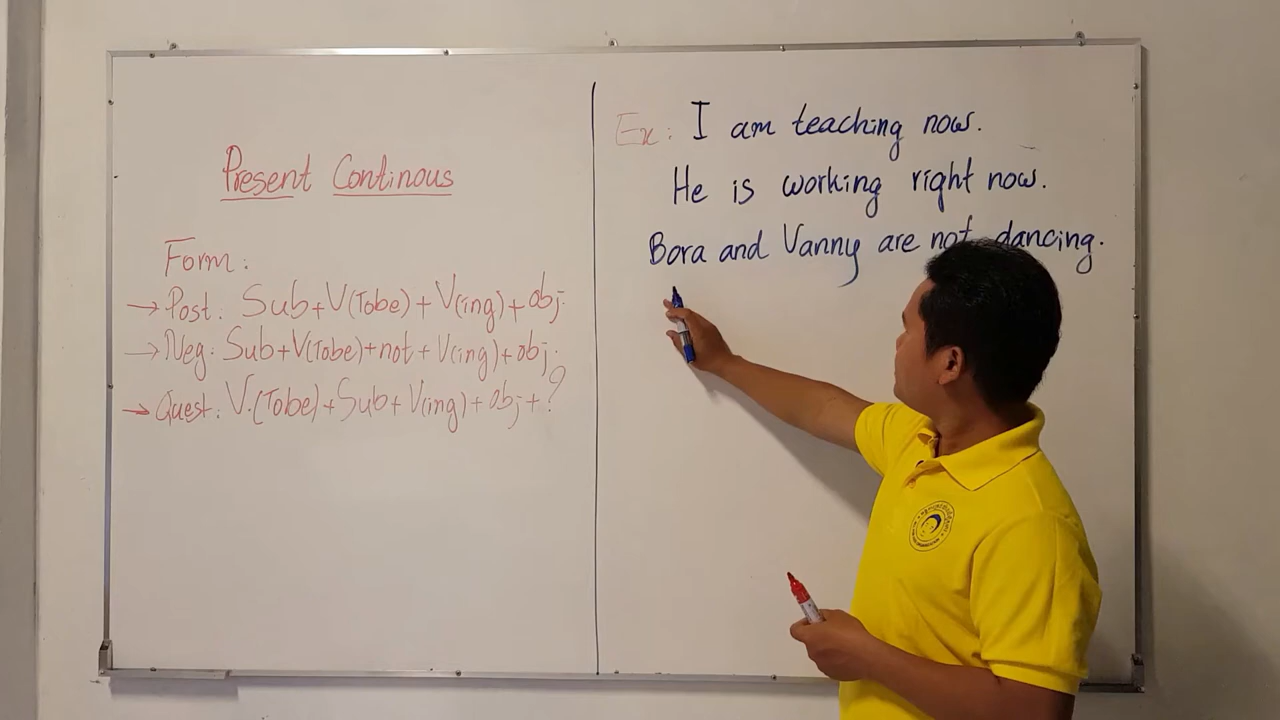 Present Continous
Form:
→ Post: Sub+V(Tobe)+V(ing)+obj.
→ Neg: Sub+V(Tobe)+not+V(ing)+obj.
→ Quest: V.(Tobe)+Sub+V(ing)+obj+?
Ex: I am teaching now.
He is working right now.
Bora and Vanny are not dancing.